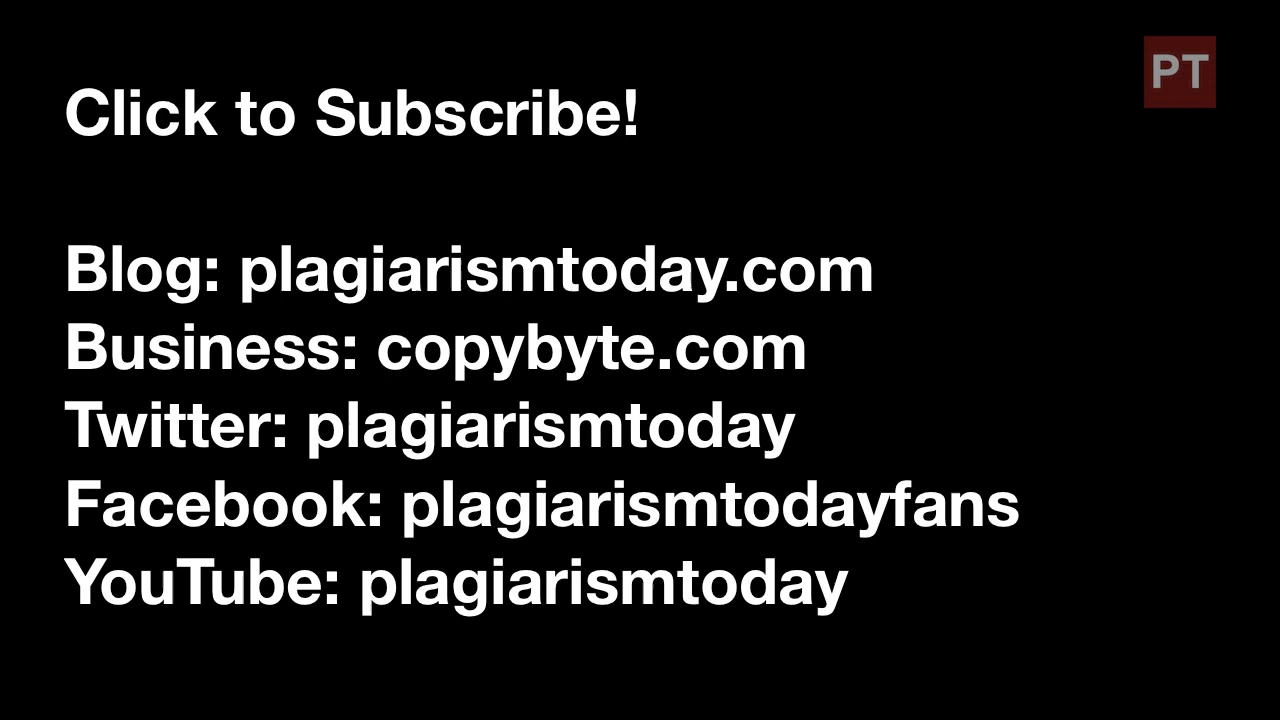 PT
Click to Subscribe!
Blog: plagiarismtoday.com
Business: copybyte.com
Twitter: plagiarismtoday
Facebook: plagiarismtodayfans
YouTube: plagiarismtoday